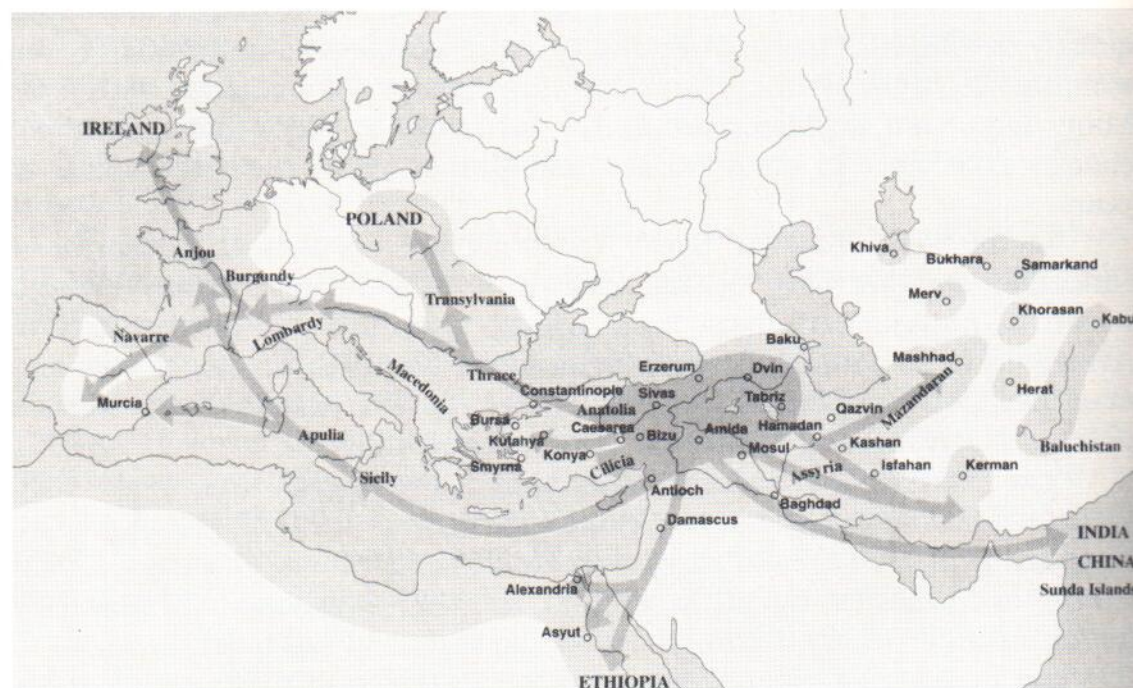 IRELAND
POLAND
Anjou
Burgundy
Transylvania
Navarre
Lombardy
Thrace
Macedonia
Murcia
Apulia
Sicily
Constantinople
Bursa
Kutahya
Smyrna
Konya
Caesarea
Anatolia
Sivas
Bizu
Cilicia
Antioch
Damascus
Alexandria
Asyut
ETHIOPIA
Erzerum
Dvin
Baku
Tabriz
Amida
Mosul
Hamadan
Qazvin
Kashan
Assyria
Isfahan
Baghdad
Kerman
Khiva
Bukhara
Samarkand
Merv
Khorasan
Kabu
Mashhad
Mazandaran
Herat
Baluchistan
INDIA
CHINA
Sunda Islands